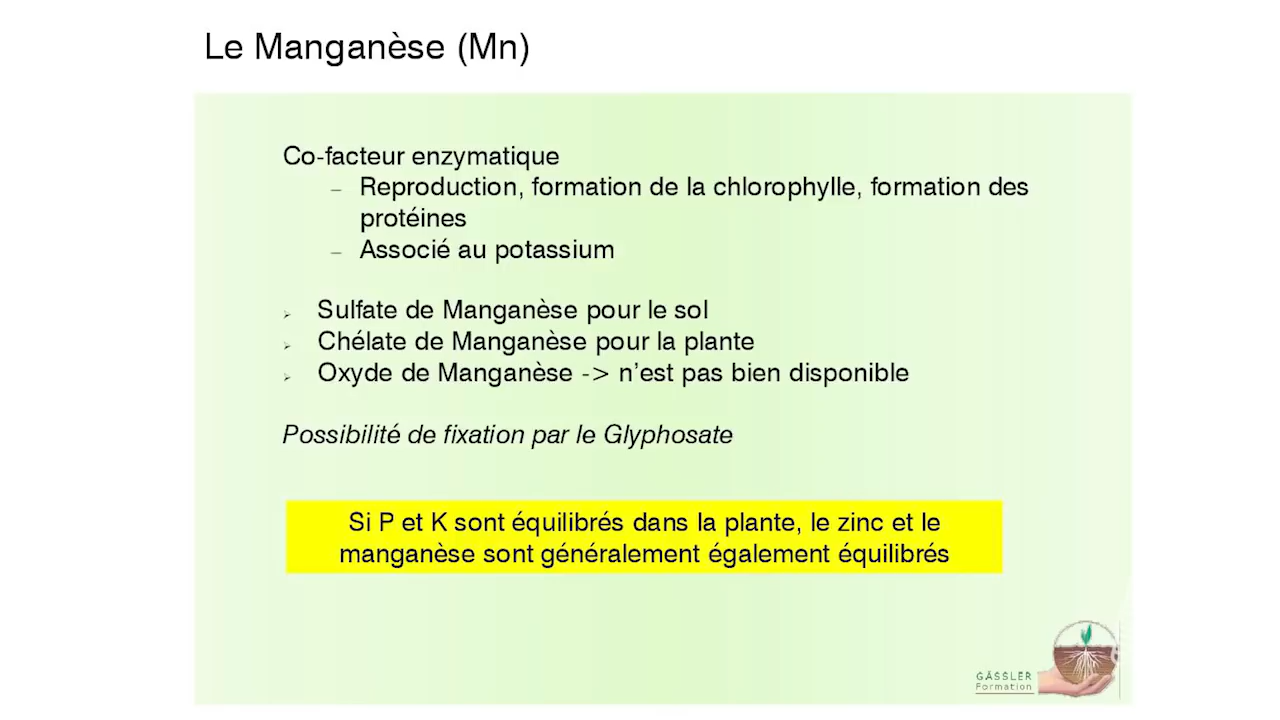 Le Manganèse (Mn)
Co-facteur enzymatique
– Reproduction, formation de la chlorophylle, formation des
protéines
– Associé au potassium
➢ Sulfate de Manganèse pour le sol
➢ Chélate de Manganèse pour la plante
➢ Oxyde de Manganèse -> n’est pas bien disponible
Possibilité de fixation par le Glyphosate
Si P et K sont équilibrés dans la plante, le zinc et le
manganèse sont généralement également équilibrés
GÄSSLER
Formation